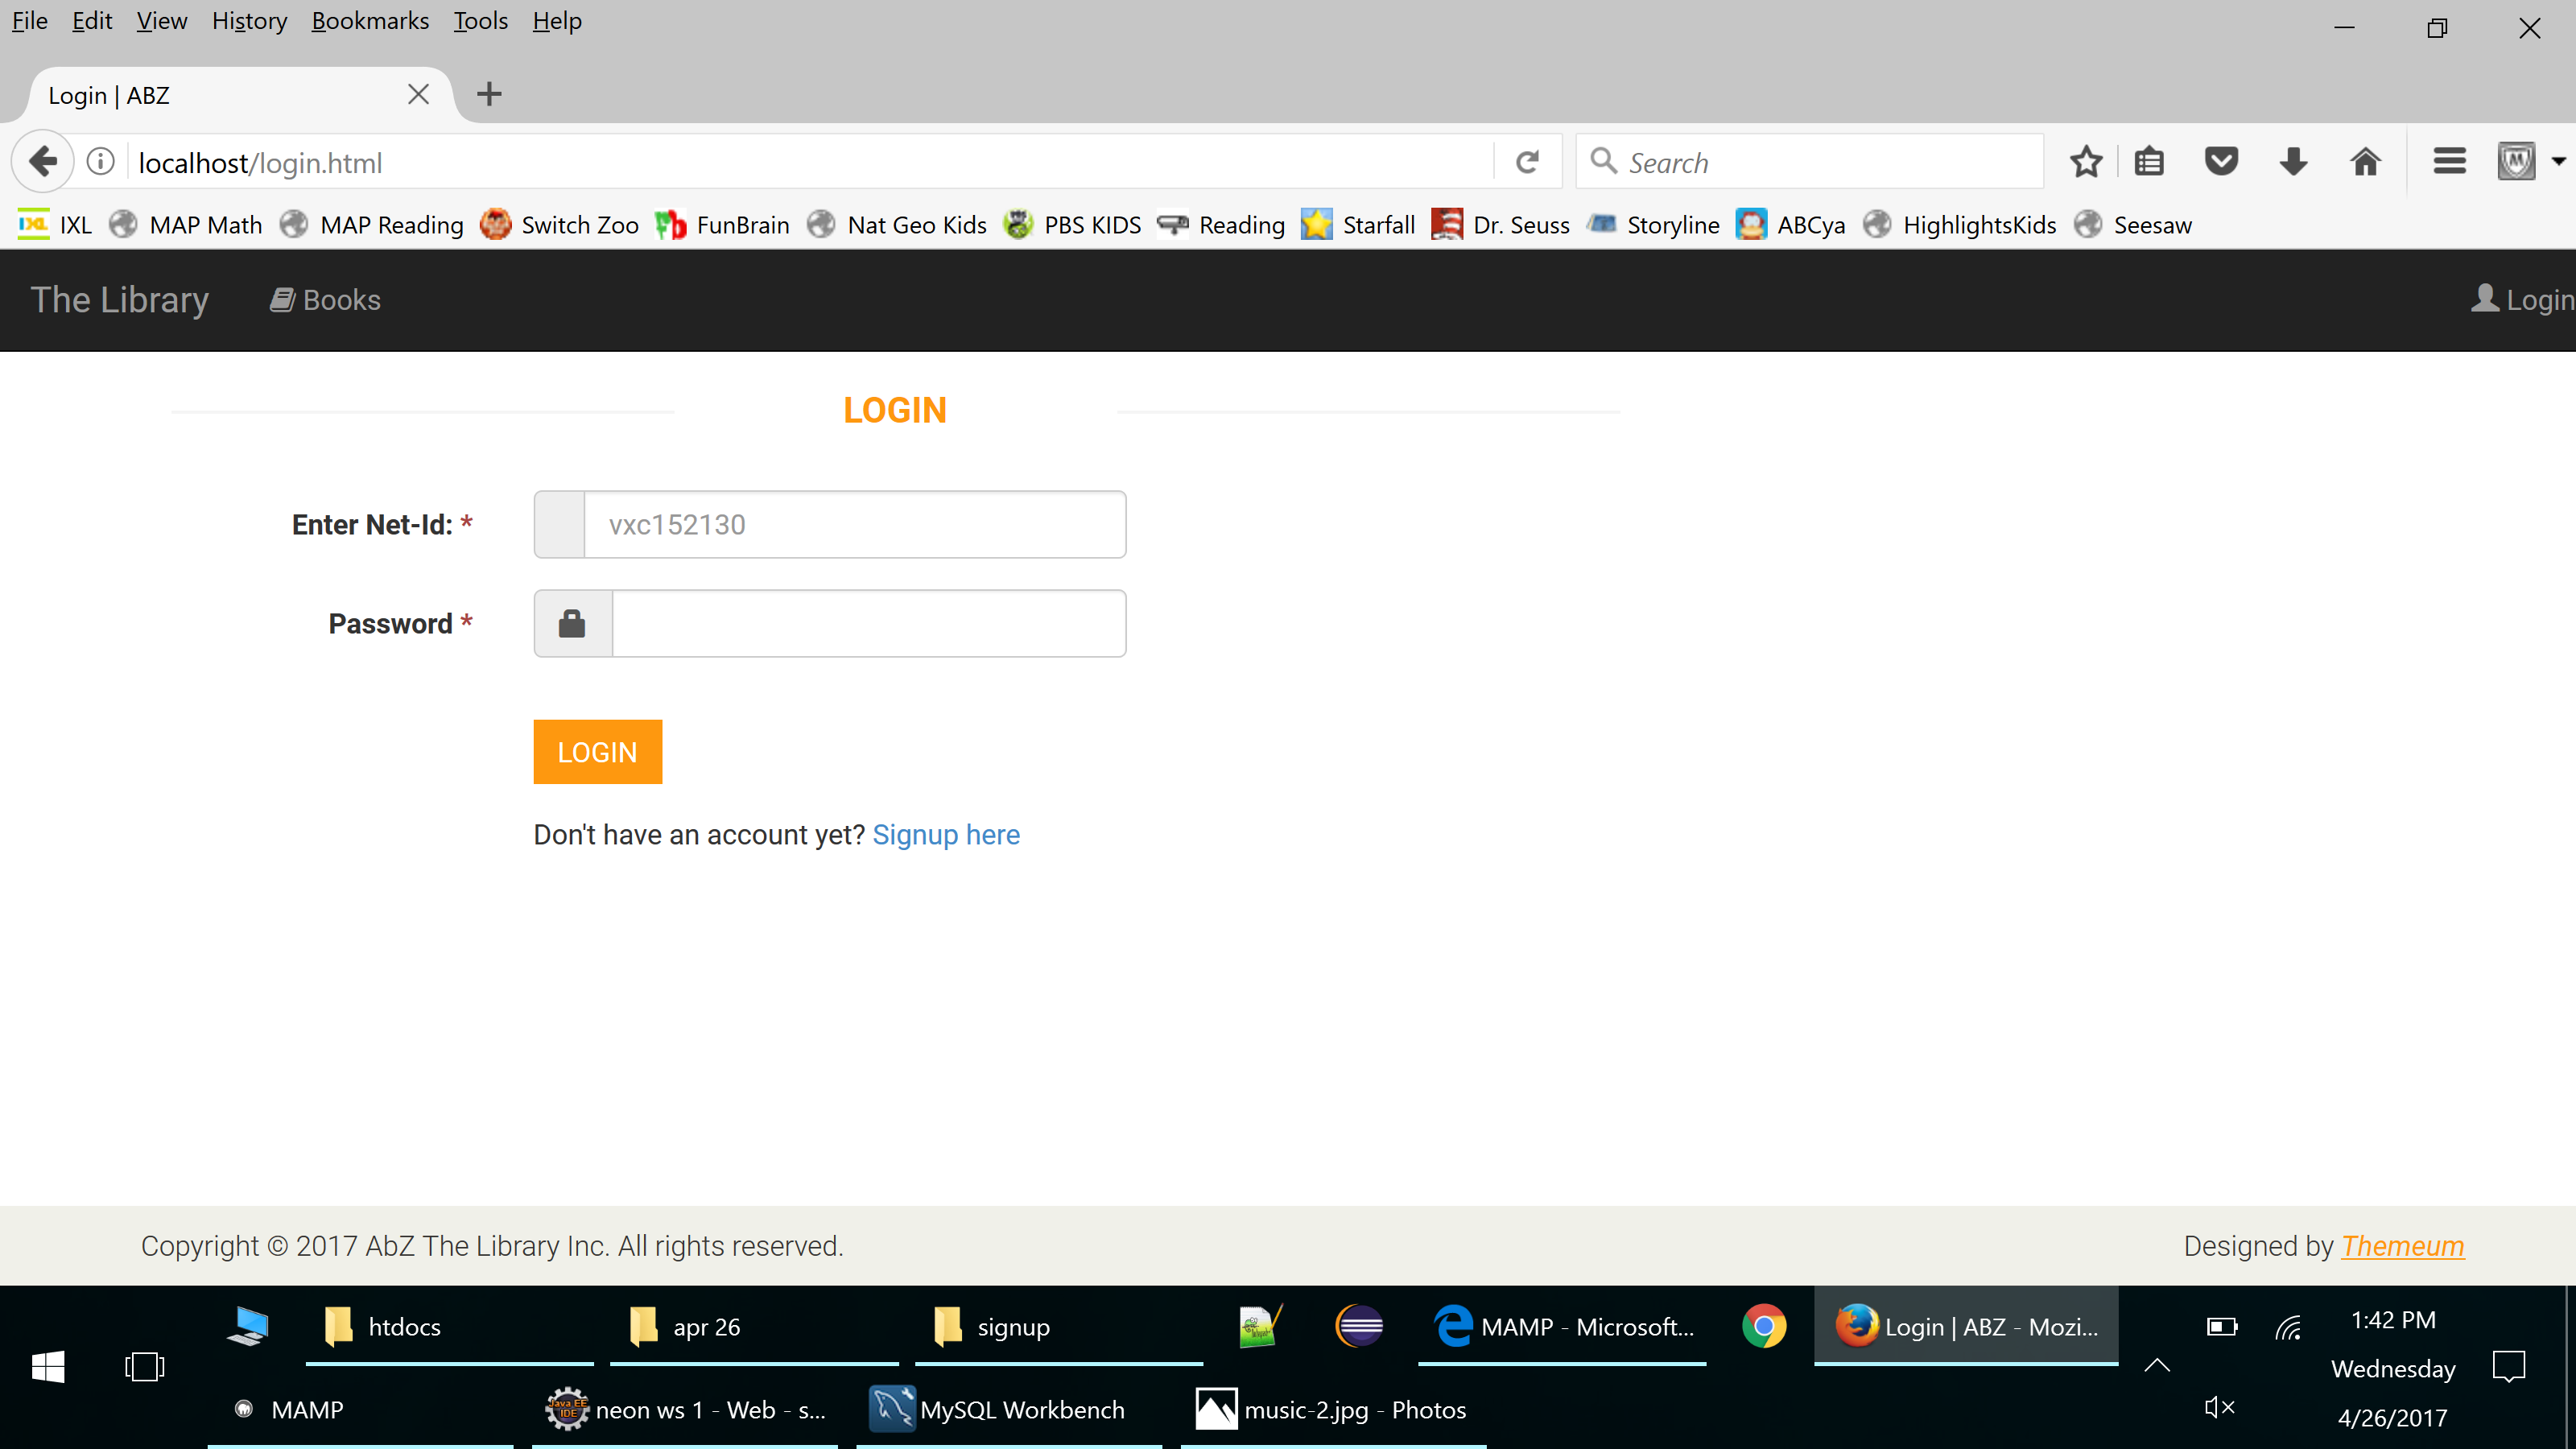 File Edit View History Bookmarks Tools Help
Login | ABZ
localhost/login.html
Search
IXL MAP Math MAP Reading Switch Zoo FunBrain Nat Geo Kids PBS KIDS Reading Starfall Dr. Seuss Storyline ABCya HighlightsKids Seesaw
The Library Books Login
LOGIN
Enter Net-Id: * vxc152130
Password *
LOGIN
Don't have an account yet? Signup here
Copyright © 2017 AbZ The Library Inc. All rights reserved. Designed by Themeum
htdocs apr 26 signup MAMP - Microsoft... Login | ABZ - Mozi... 1:42 PM
Wednesday
MAMP neon ws 1 - Web - s... MySQL Workbench music-2.jpg - Photos 4/26/2017